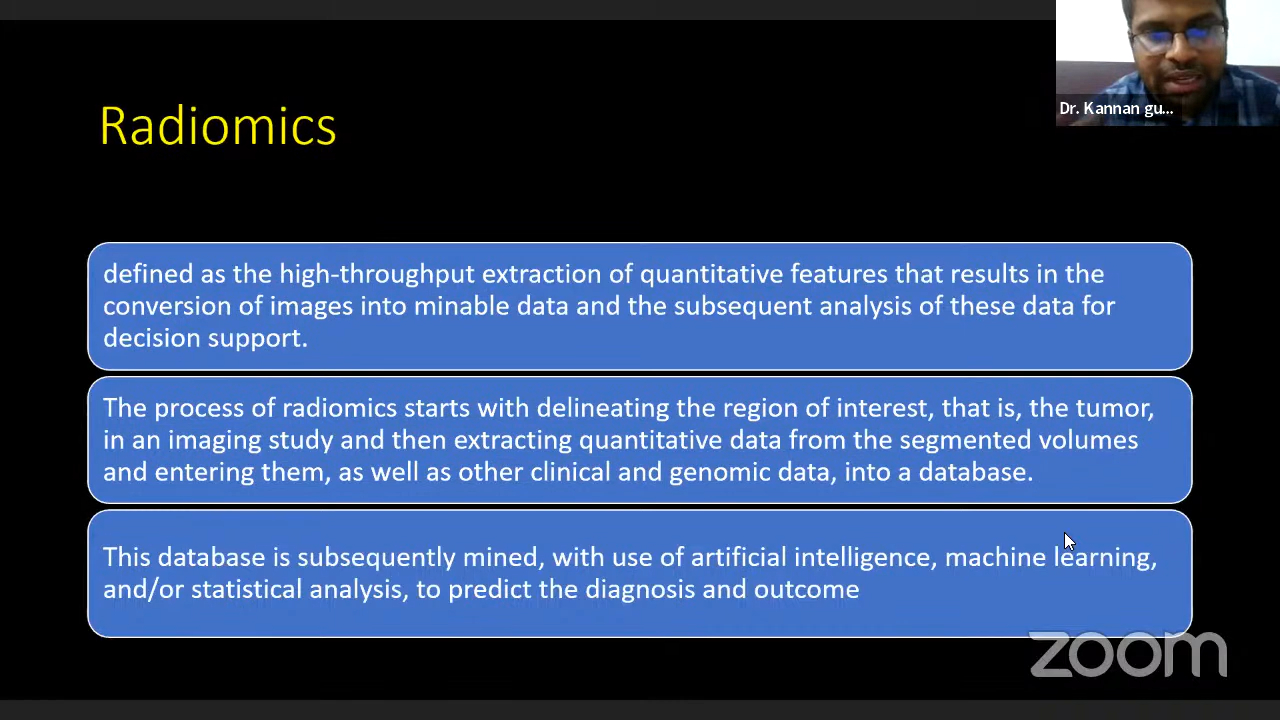 Dr. Kannan gu...
Radiomics
defined as the high-throughput extraction of quantitative features that results in the
conversion of images into minable data and the subsequent analysis of these data for
decision support.
The process of radiomics starts with delineating the region of interest, that is, the tumor,
in an imaging study and then extracting quantitative data from the segmented volumes
and entering them, as well as other clinical and genomic data, into a database.
This database is subsequently mined, with use of artificial intelligence, machine learning,
and/or statistical analysis, to predict the diagnosis and outcome
zoom